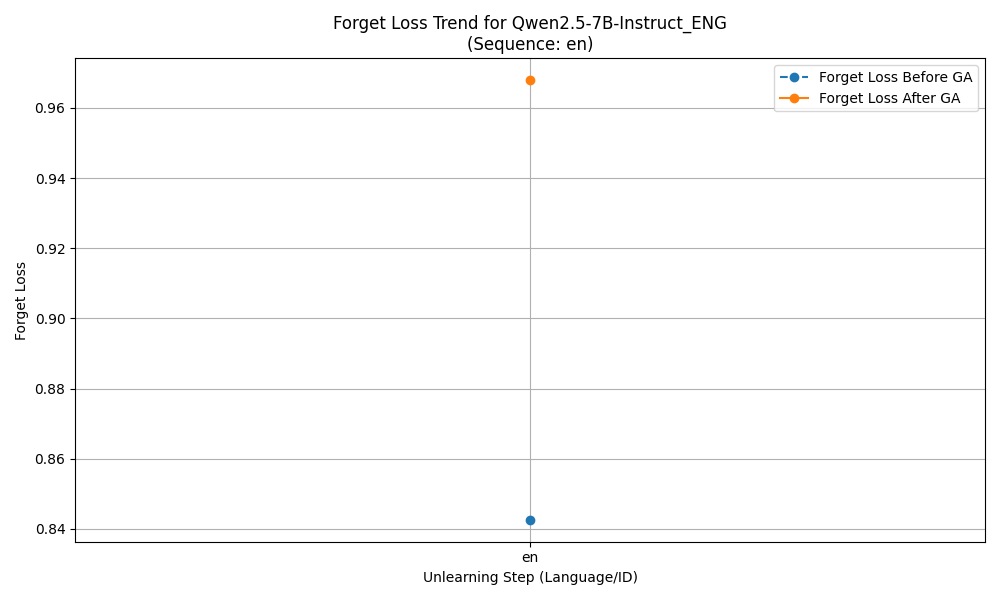 Forget Loss Trend for Qwen2.5-7B-Instruct_ENG
(Sequence: en)
Forget Loss Before GA
Forget Loss After GA
0.96
0.94
0.92
0.90
0.88
0.86
0.84
Forget Loss
en
Unlearning Step (Language/ID)